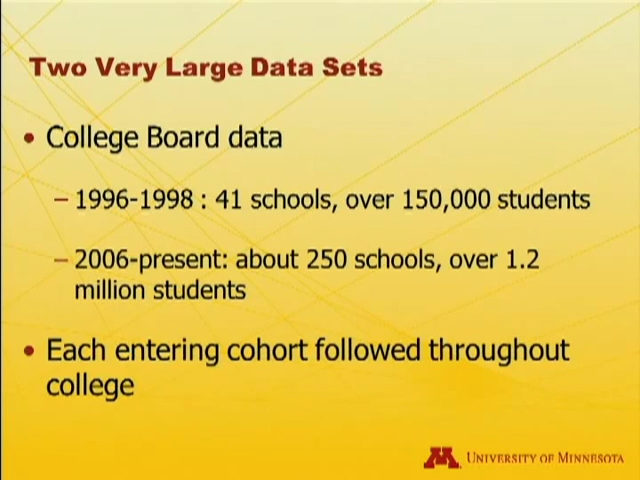 Two Very Large Data Sets
• College Board data
– 1996-1998 : 41 schools, over 150,000 students
– 2006-present: about 250 schools, over 1.2
million students
• Each entering cohort followed throughout
college
M UNIVERSITY OF MINNESOTA